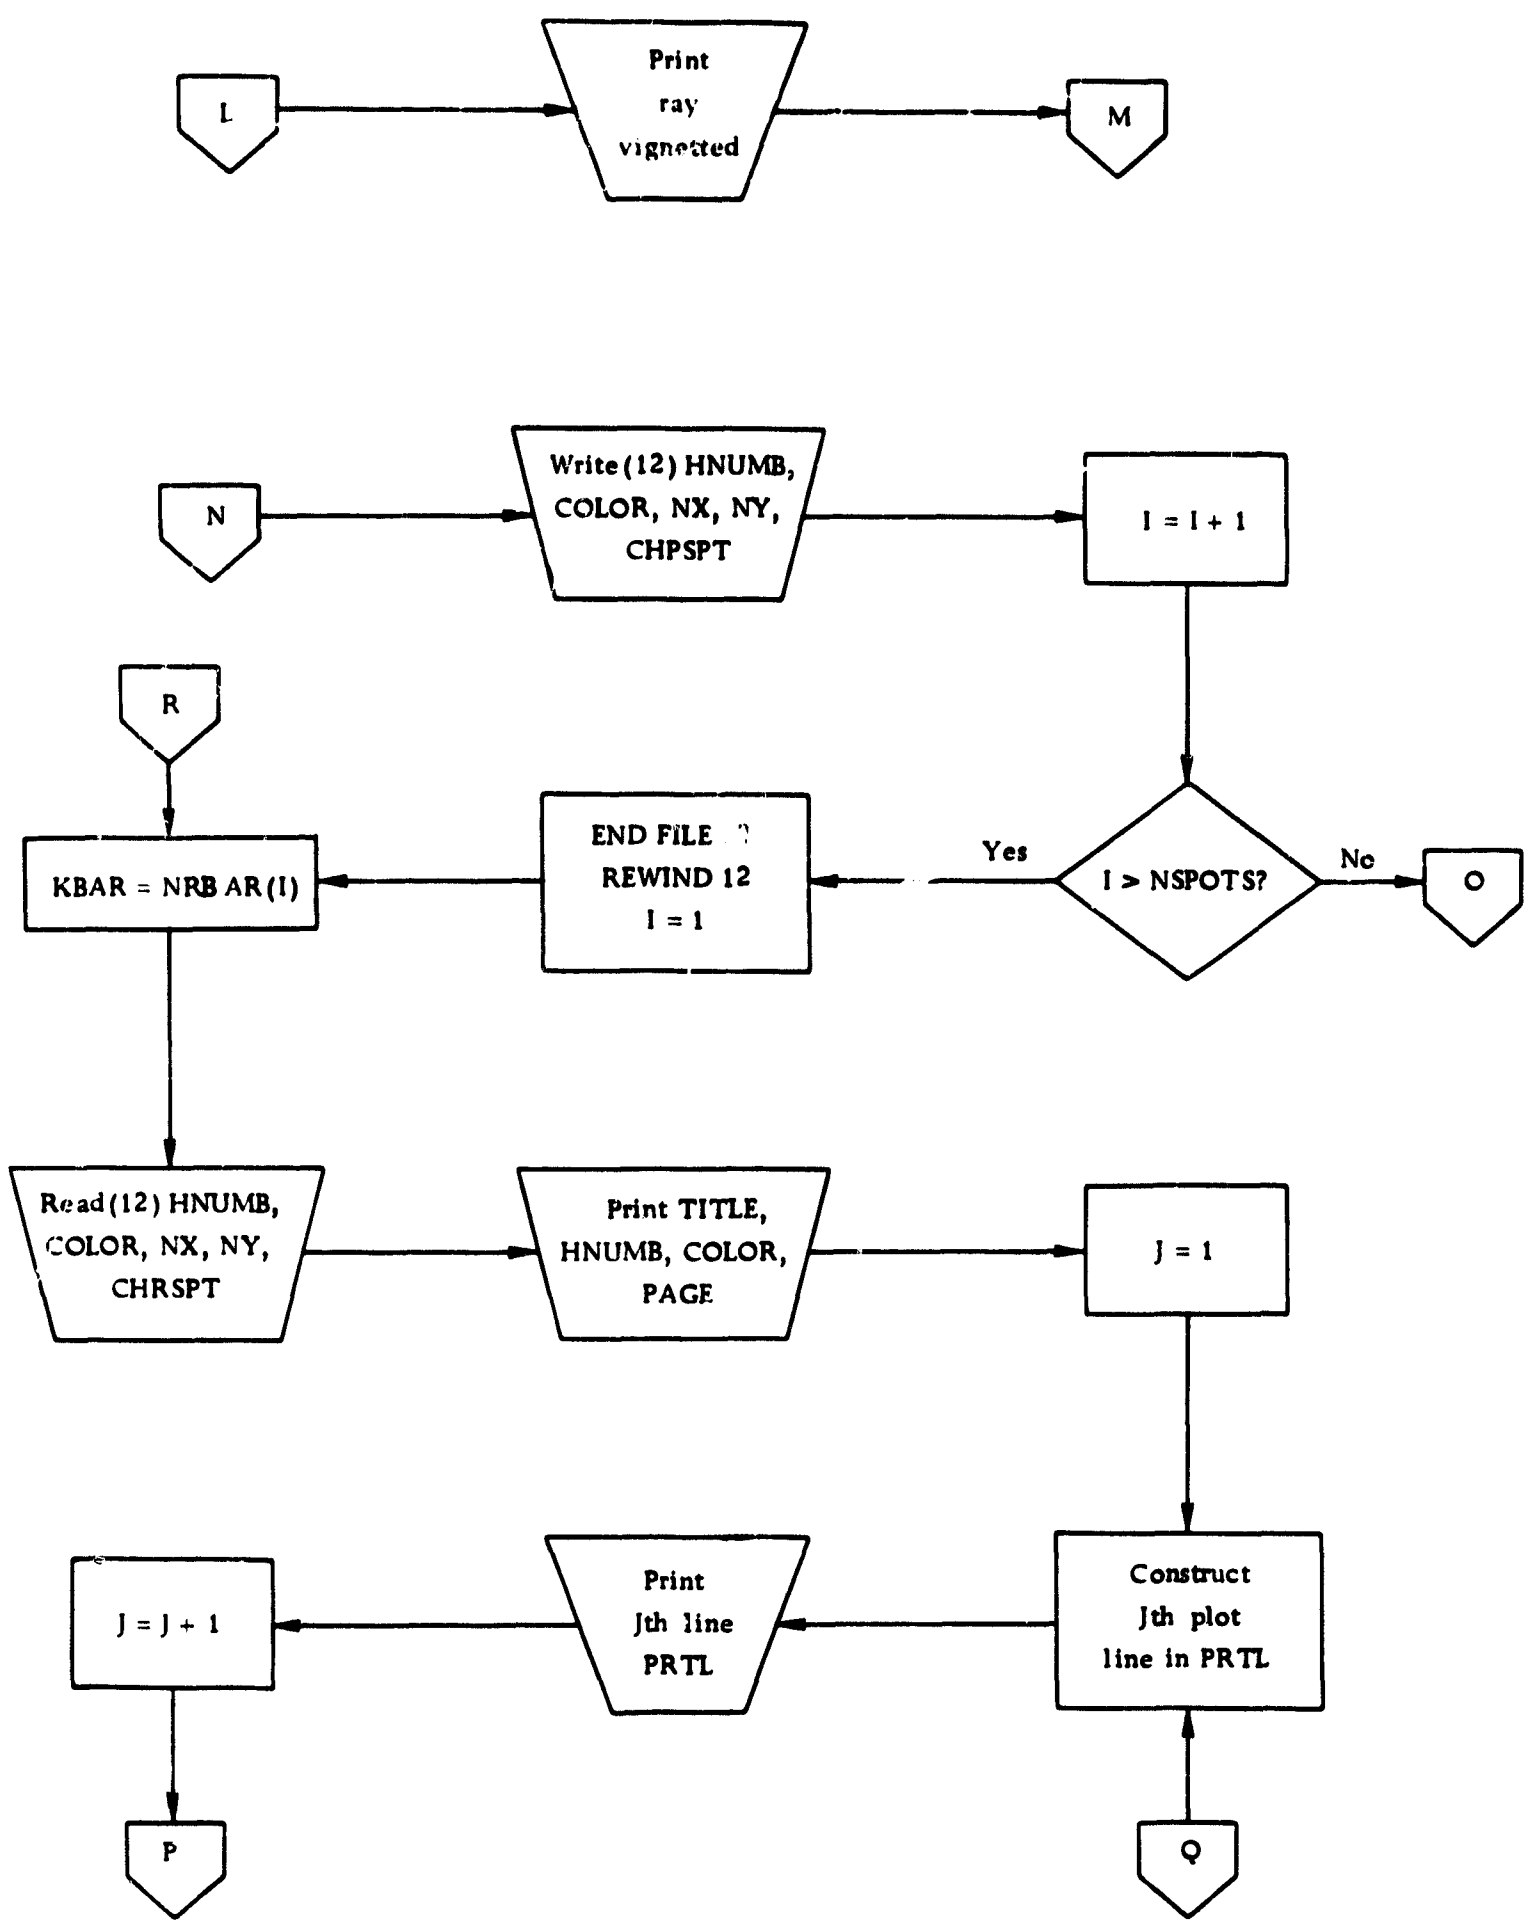 L
Print
ray
vignetted
M
N
Write (12) HNUMB,
COLOR, NX, NY,
CHPSPT
I = I + 1
R
KBAR = NRBAR(I)
END FILE
REWIND 12
I = 1
Yes
I > NSPOTS?
No
O
Read (12) HNUMB,
COLOR, NX, NY,
CHRSPT
Print TITLE,
HNUMB, COLOR,
PAGE
J = 1
J = J + 1
Print
Jth line
PRTL
Construct
Jth plot
line in PRTL
P
Q